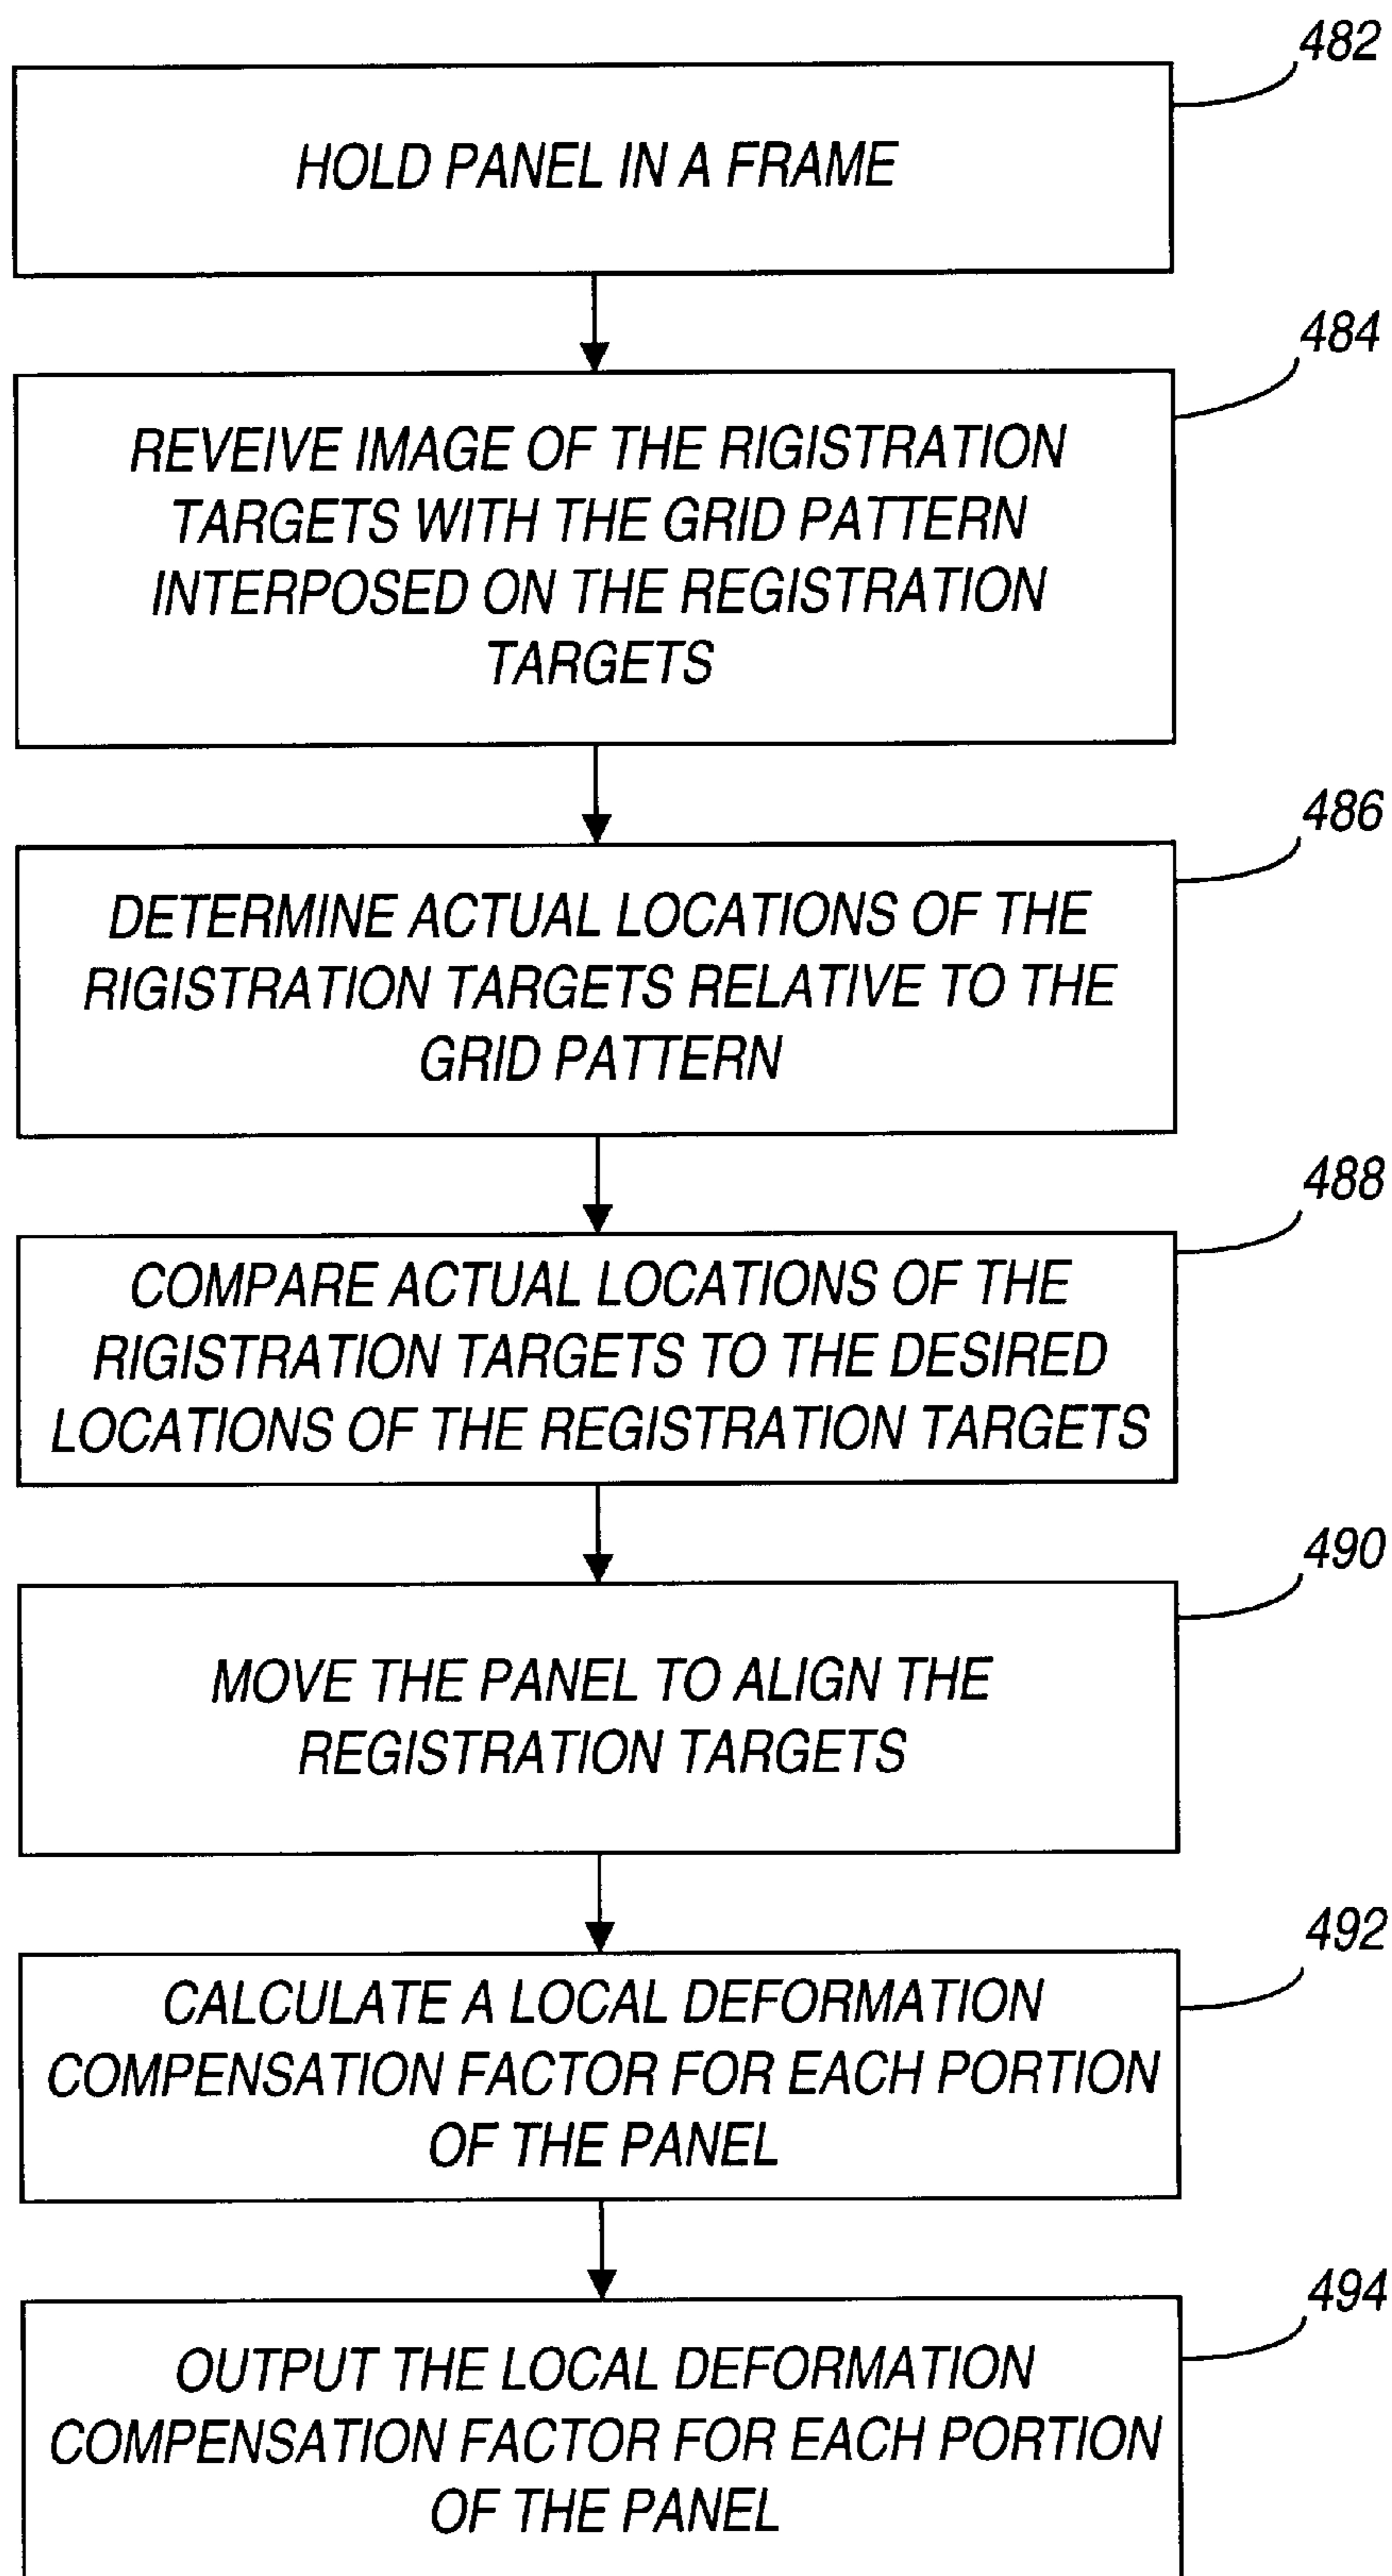 482
HOLD PANEL IN A FRAME
484
REVEIVE IMAGE OF THE RIGISTRATION
TARGETS WITH THE GRID PATTERN
INTERPOSED ON THE REGISTRATION
TARGETS
486
DETERMINE ACTUAL LOCATIONS OF THE
RIGISTRATION TARGETS RELATIVE TO THE
GRID PATTERN
488
COMPARE ACTUAL LOCATIONS OF THE
RIGISTRATION TARGETS TO THE DESIRED
LOCATIONS OF THE REGISTRATION TARGETS
490
MOVE THE PANEL TO ALIGN THE
REGISTRATION TARGETS
492
CALCULATE A LOCAL DEFORMATION
COMPENSATION FACTOR FOR EACH PORTION
OF THE PANEL
494
OUTPUT THE LOCAL DEFORMATION
COMPENSATION FACTOR FOR EACH PORTION
OF THE PANEL